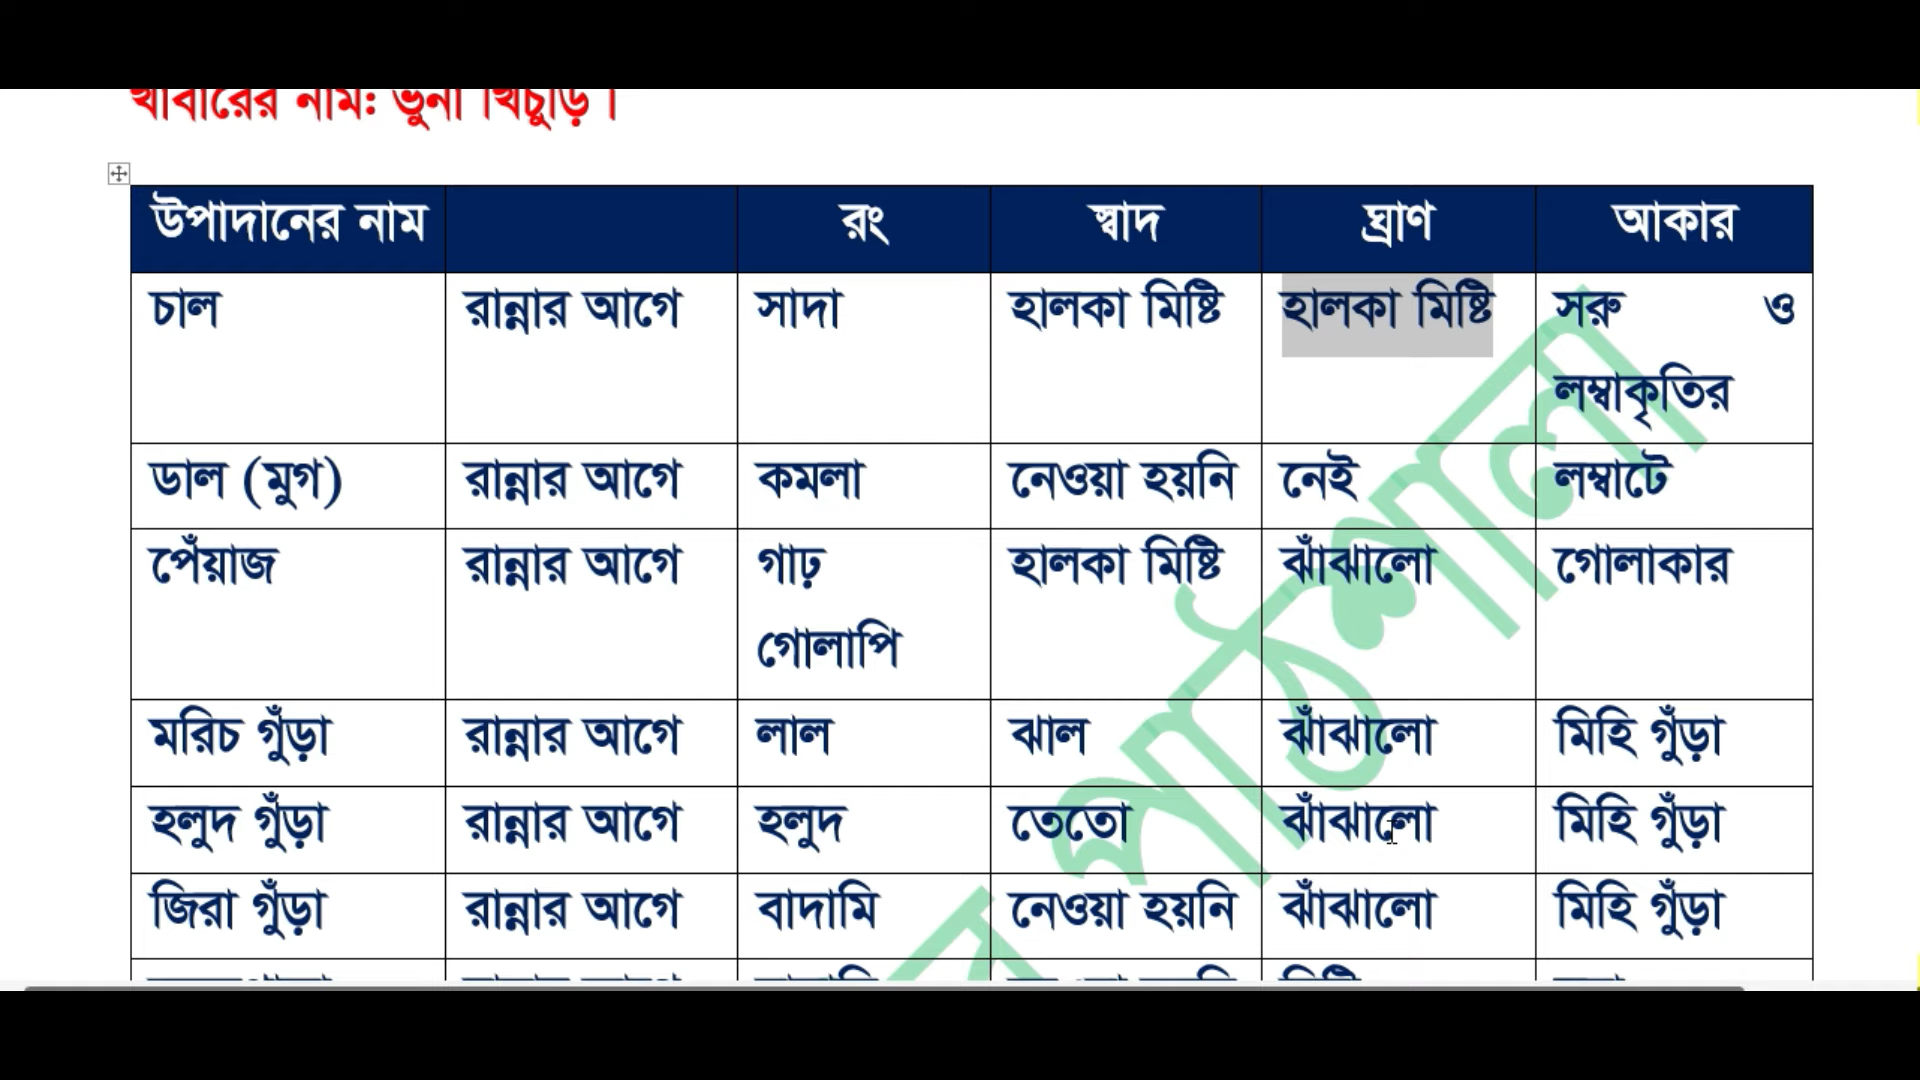 খাবারের নামঃ ভুনা খিচুড়ি।
উপাদানের নাম রং স্বাদ ঘ্রাণ আকার
চাল রান্নার আগে সাদা হালকা মিষ্টি হালকা মিষ্টি সরু ও
লম্বাকৃতির
ডাল (মুগ) রান্নার আগে কমলা নেওয়া হয়নি নেই লম্বাটে
পেঁয়াজ রান্নার আগে গাঢ় হালকা মিষ্টি ঝাঁঝালো গোলাকার
গোলাপি
মরিচ গুঁড়া রান্নার আগে লাল ঝাল ঝাঁঝালো মিহি গুঁড়া
হলুদ গুঁড়া রান্নার আগে হলুদ তেতো ঝাঁঝালো মিহি গুঁড়া
জিরা গুঁড়া রান্নার আগে বাদামি নেওয়া হয়নি ঝাঁঝালো মিহি গুঁড়া
পাঠশালা